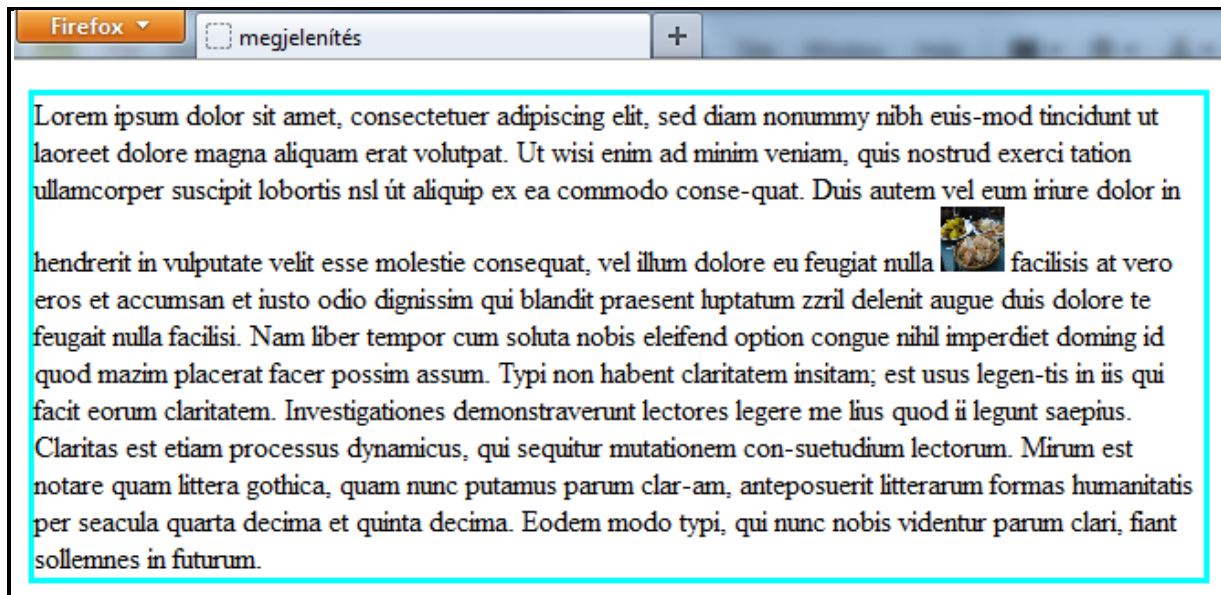 Firefox
megjelenítés
Lorem ipsum dolor sit amet, consectetuer adipiscing elit, sed diam nonummy nibh euis-mod tincidunt ut
laoreet dolore magna aliquam erat volutpat. Ut wisi enim ad minim veniam, quis nostrud exerci tation
ullamcorper suscipit lobortis nsl út aliquip ex ea commodo conse-quat. Duis autem vel eum iriure dolor in
hendrerit in vulputate velit esse molestie consequat, vel illum dolore eu feugiat nulla facilisis at vero
eros et accumsan et iusto odio dignissim qui blandit praesent luptatum zzril delenit augue duis dolore te
feugait nulla facilisi. Nam liber tempor cum soluta nobis eleifend option congue nihil imperdiet doming id
quod mazim placerat facer possim assum. Typi non habent claritatem insitam; est usus legen-tis in iis qui
facit eorum claritatem. Investigationes demonstraverunt lectores legere me lius quod ii legunt saepius.
Claritas est etiam processus dynamicus, qui sequitur mutationem con-suetudium lectorum. Mirum est
notare quam littera gothica, quam nunc putamus parum clar-am, anteposuerit litterarum formas humanitatis
per seacula quarta decima et quinta decima. Eodem modo typi, qui nunc nobis videntur parum clari, fiant
sollemnes in futurum.